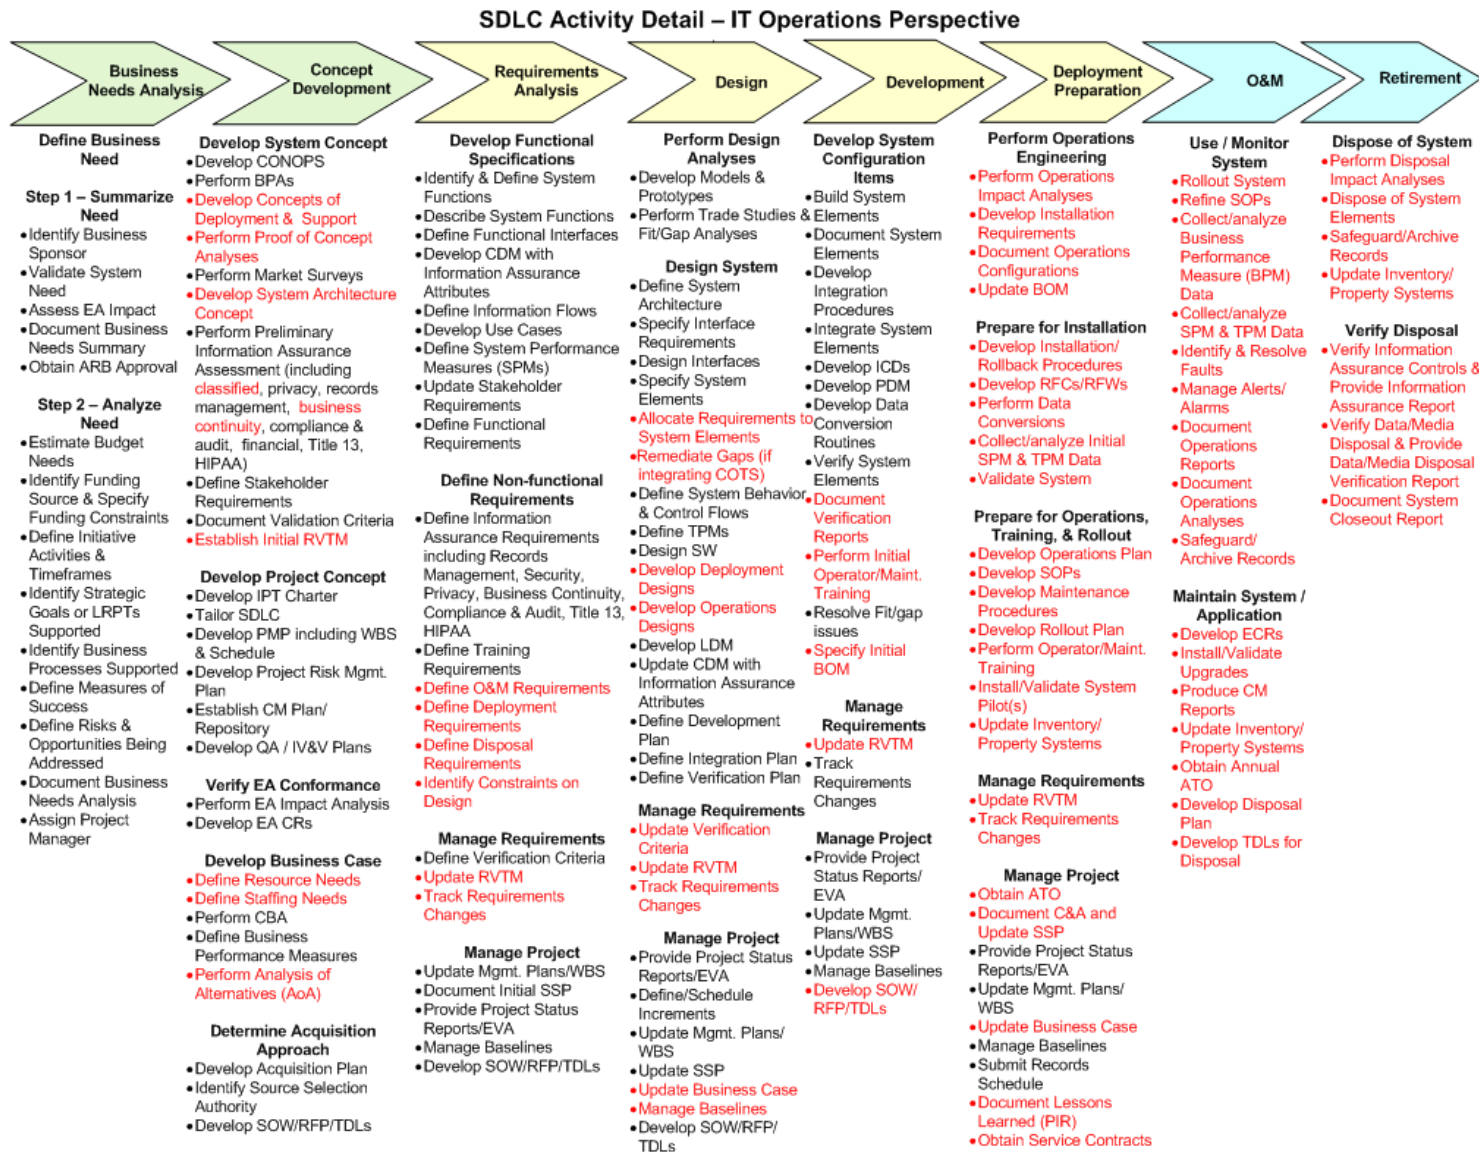 SDLC Activity Detail – IT Operations Perspective
Business
Needs Analysis
Concept
Development
Requirements
Analysis
Design
Development
Deployment
Preparation
O&M
Retirement
Define Business
Need
Step 1 – Summarize
Need
•Identify Business
Sponsor
•Validate System
Need
•Assess EA Impact
•Document Business
Needs Summary
•Obtain ARB Approval
Step 2 – Analyze
Need
•Estimate Budget
Needs
•Identify Funding
Source & Specify
Funding Constraints
•Define Initiative
Activities &
Timeframes
•Identify Strategic
Goals or LRPTs
Supported
•Identify Business
Processes Supported
•Define Measures of
Success
•Define Risks &
Opportunities Being
Addressed
•Document Business
Needs Analysis
•Assign Project
Manager
Develop System Concept
•Develop CONOPS
•Perform BPAs
•Develop Concepts of
Deployment & Support
•Perform Proof of Concept
Analyses
•Perform Market Surveys
•Develop System Architecture
Concept
•Perform Preliminary
Information Assurance
Assessment (including
classified, privacy, records
management, business
continuity, compliance &
audit, financial, Title 13,
HIPAA)
•Define Stakeholder
Requirements
•Document Validation Criteria
•Establish Initial RVTM
Develop Project Concept
•Develop IPT Charter
•Tailor SDLC
•Develop PMP including WBS
& Schedule
•Develop Project Risk Mgmt.
Plan
•Establish CM Plan/
Repository
•Develop QA / IV&V Plans
Verify EA Conformance
•Perform EA Impact Analysis
•Develop EA CRs
Develop Business Case
•Define Resource Needs
•Define Staffing Needs
•Perform CBA
•Define Business
Performance Measures
•Perform Analysis of
Alternatives (AoA)
Determine Acquisition
Approach
•Develop Acquisition Plan
•Identify Source Selection
Authority
•Develop SOW/RFP/TDLs
Develop Functional
Specifications
•Identify & Define System
Functions
•Describe System Functions
•Define Functional Interfaces
•Develop CDM with
Information Assurance
Attributes
•Define Information Flows
•Develop Use Cases
•Define System Performance
Measures (SPMs)
•Update Stakeholder
Requirements
•Define Functional
Requirements
Define Non-functional
Requirements
•Define Information
Assurance Requirements
including Records
Management, Security,
Privacy, Business Continuity,
Compliance & Audit, Title 13,
HIPAA
•Define Training
Requirements
•Define O&M Requirements
•Define Deployment
Requirements
•Define Disposal
Requirements
•Identify Constraints on
Design
Manage Requirements
•Define Verification Criteria
•Update RVTM
•Track Requirements
Changes
Manage Project
•Update Mgmt. Plans/WBS
•Document Initial SSP
•Provide Project Status
Reports/EVA
•Manage Baselines
•Develop SOW/RFP/TDLs
Perform Design
Analyses
•Develop Models &
Prototypes
•Perform Trade Studies &
Fit/Gap Analyses
Design System
•Define System
Architecture
•Specify Interface
Requirements
•Design Interfaces
•Specify System
Elements
•Allocate Requirements to
System Elements
•Remediate Gaps (if
integrating COTS)
•Define System Behavior
& Control Flows
•Define TPMs
•Design SW
•Develop Deployment
Designs
•Develop Operations
Designs
•Develop LDM
•Update CDM with
Information Assurance
Attributes
•Define Development
Plan
•Define Integration Plan
•Define Verification Plan
Manage Requirements
•Update Verification
Criteria
•Update RVTM
•Track Requirements
Changes
Manage Project
•Provide Project Status
Reports/EVA
•Define/Schedule
Increments
•Update Mgmt. Plans/
WBS
•Update SSP
•Update Business Case
•Manage Baselines
•Develop SOW/RFP/
TDLs
Develop System
Configuration
Items
•Build System
Elements
•Document System
Elements
•Develop
Integration
Procedures
•Integrate System
Elements
•Develop ICDs
•Develop PDM
•Develop Data
Conversion
Routines
•Verify System
Elements
•Document
Verification
Reports
•Perform Initial
Operator/Maint.
Training
•Resolve Fit/gap
issues
•Specify Initial
BOM
Manage
Requirements
•Update RVTM
•Track
Requirements
Changes
Manage Project
•Provide Project
Status Reports/
EVA
•Update Mgmt.
Plans/WBS
•Update SSP
•Manage Baselines
•Develop SOW/
RFP/TDLs
Perform Operations
Engineering
•Perform Operations
Impact Analyses
•Develop Installation
Requirements
•Document Operations
Configurations
•Update BOM
Prepare for Installation
•Develop Installation/
Rollback Procedures
•Develop RFCs/RFWs
•Perform Data
Conversions
•Collect/analyze Initial
SPM & TPM Data
•Validate System
Prepare for Operations,
Training, & Rollout
•Develop Operations Plan
•Develop SOPs
•Develop Maintenance
Procedures
•Develop Rollout Plan
•Perform Operator/Maint.
Training
•Install/Validate System
Pilot(s)
•Update Inventory/
Property Systems
Manage Requirements
•Update RVTM
•Track Requirements
Changes
Manage Project
•Obtain ATO
•Document C&A and
Update SSP
•Provide Project Status
Reports/EVA
•Update Mgmt. Plans/
WBS
•Update Business Case
•Manage Baselines
•Submit Records
Schedule
•Document Lessons
Learned (PIR)
•Obtain Service Contracts
Use / Monitor
System
•Rollout System
•Refine SOPs
•Collect/analyze
Business
Performance
Measure (BPM)
Data
•Collect/analyze
SPM & TPM Data
•Identify & Resolve
Faults
•Manage Alerts/
Alarms
•Document
Operations
Reports
•Document
Operations
Analyses
•Safeguard/
Archive Records
Maintain System /
Application
•Develop ECRs
•Install/Validate
Upgrades
•Produce CM
Reports
•Update Inventory/
Property Systems
•Obtain Annual
ATO
•Develop Disposal
Plan
•Develop TDLs for
Disposal
Dispose of System
•Perform Disposal
Impact Analyses
•Dispose of System
Elements
•Safeguard/Archive
Records
•Update Inventory/
Property Systems
Verify Disposal
•Verify Information
Assurance Controls &
Provide Information
Assurance Report
•Verify Data/Media
Disposal & Provide
Data/Media Disposal
Verification Report
•Document System
Closeout Report